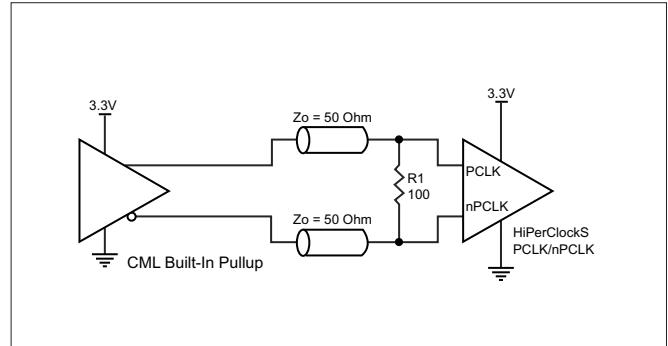 3.3V
Zo = 50 Ohm
3.3V
PCLK
R1
100
nPCLK
Zo = 50 Ohm
HiPerClockS
PCLK/nPCLK
CML Built-In Pullup